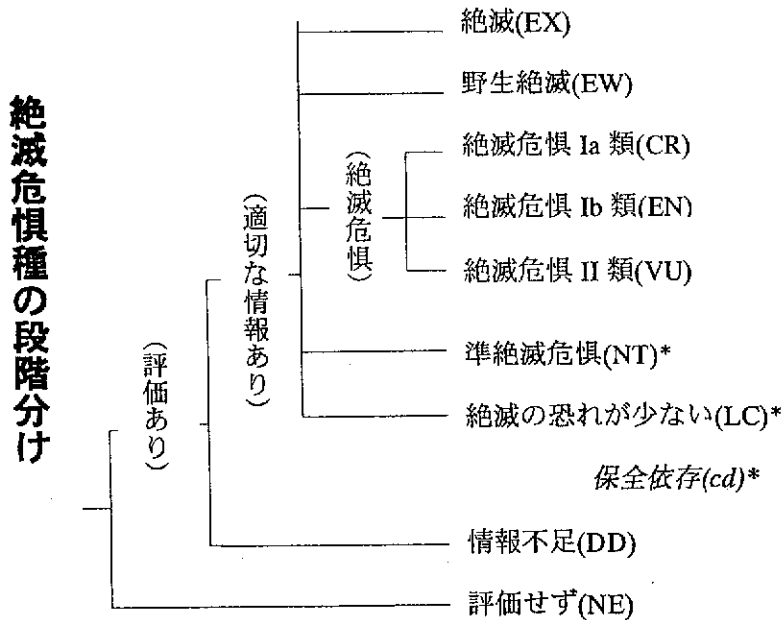 絶滅危惧種の段階分け
(評価あり)
(適切な情報あり)
絶滅(EX)
野生絶滅(EW)
(絶滅危惧)
絶滅危惧 Ia 類(CR)
絶滅危惧 Ib 類(EN)
絶滅危惧 II 類(VU)
準絶滅危惧(NT)*
絶滅の恐れが少ない(LC)*
保全依存(cd)*
情報不足(DD)
評価せず(NE)